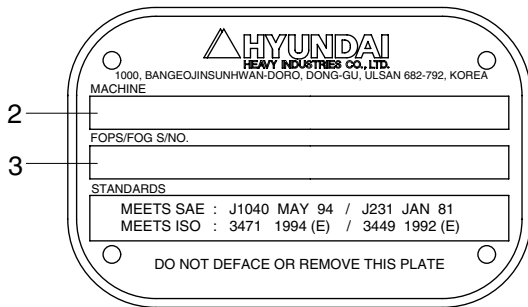 HYUNDAI
HEAVY INDUSTRIES CO., LTD.
1000, BANGEOJINSUNHWAN-DORO, DONG-GU, ULSAN 682-792, KOREA
MACHINE
2
FOPS/FOG S/NO.
3
STANDARDS
MEETS SAE : J1040 MAY 94 / J231 JAN 81
MEETS ISO : 3471 1994 (E) / 3449 1992 (E)
DO NOT DEFACE OR REMOVE THIS PLATE